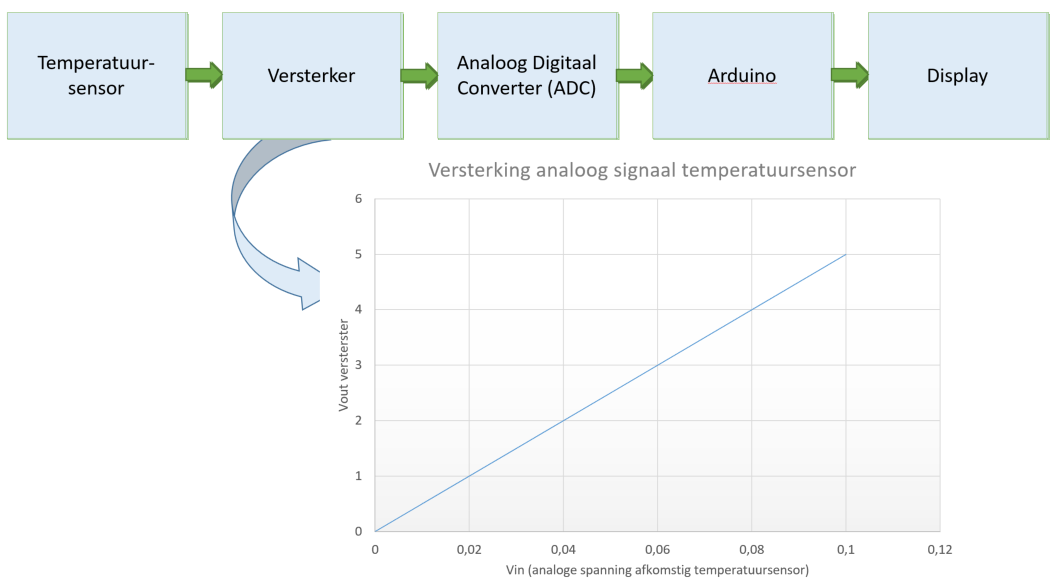 Temperatuur-
sensor
Versterker
Analoog Digitaal
Converter (ADC)
Arduino
Display
Versterking analoog signaal temperatuursensor
6
5
4
3
2
1
0
Vout versterster
0
0,02
0,04
0,06
0,08
0,1
0,12
Vin (analoge spanning afkomstig temperatuursensor)